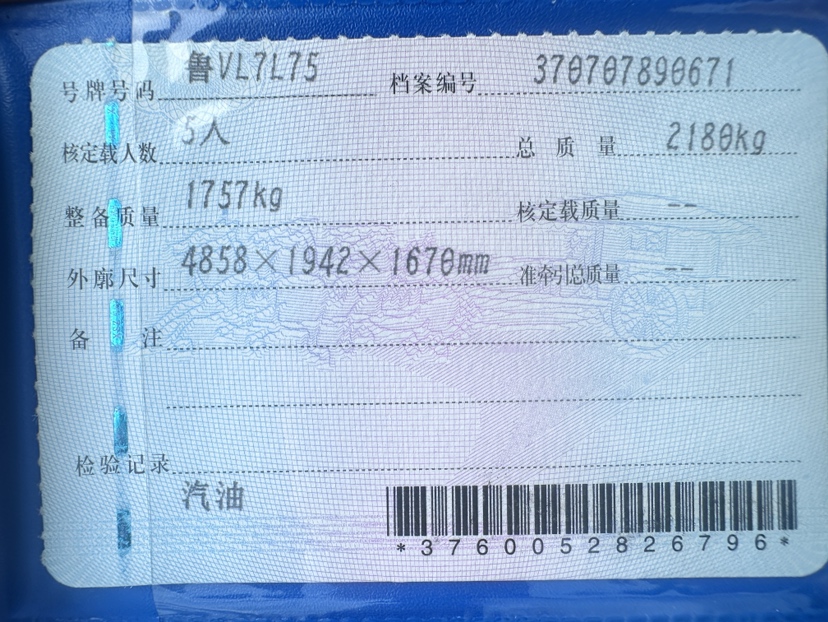 号牌号码 鲁VL7L75 档案编号 370707890671
核定载人数 5人 总质量 2180kg
整备质量 1757kg 核定载质量 --
外廓尺寸 4858×1942×1670mm 准牵引总质量 --
备注
检验记录
汽油
*3760052826796*